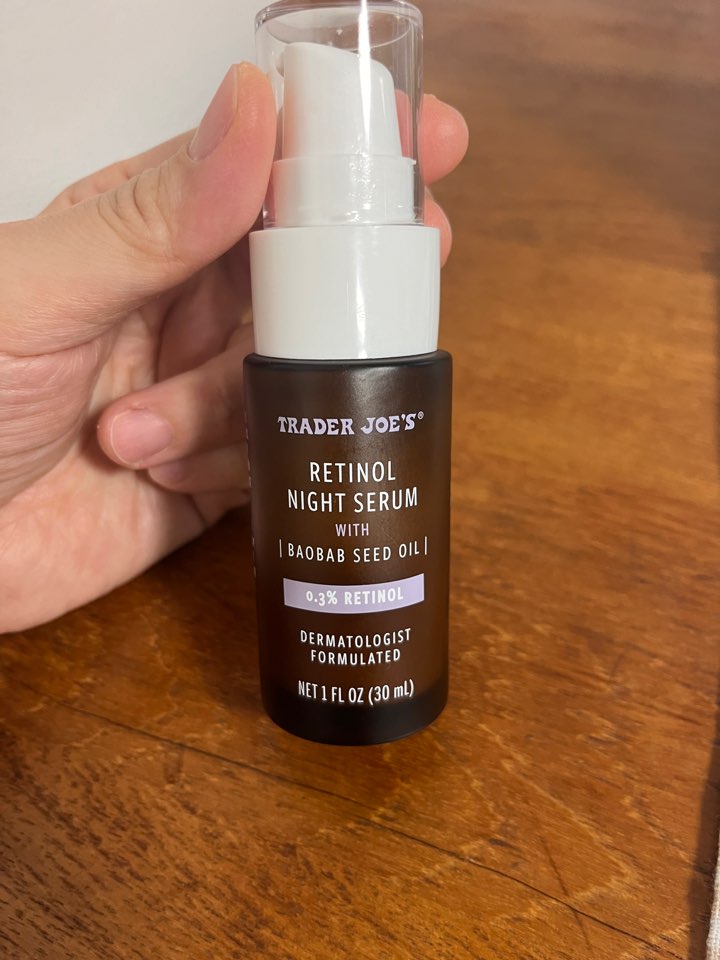 TRADER JOE'S®
RETINOL
NIGHT SERUM
WITH
| BAOBAB SEED OIL |
0.3% RETINOL
DERMATOLOGIST
FORMULATED
NET 1 FL OZ (30 mL)